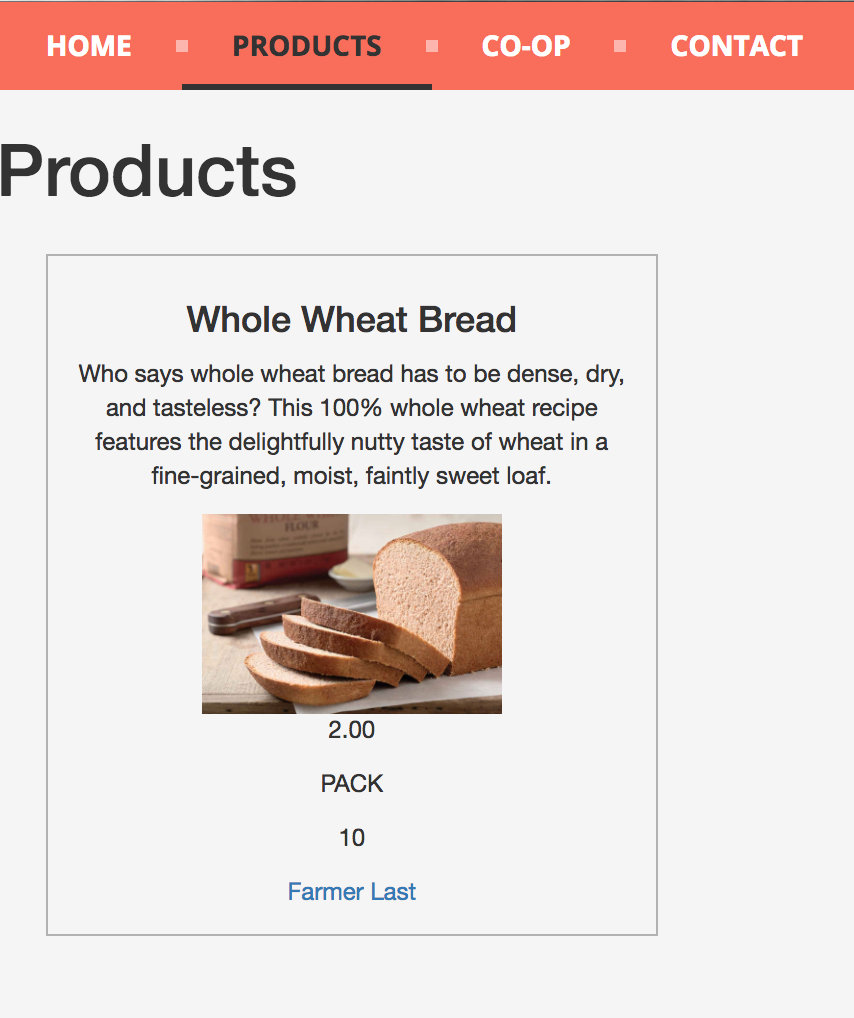 HOME PRODUCTS CO-OP CONTACT
Products
Whole Wheat Bread
Who says whole wheat bread has to be dense, dry,
and tasteless? This 100% whole wheat recipe
features the delightfully nutty taste of wheat in a
fine-grained, moist, faintly sweet loaf.
FLOUR
2.00
PACK
10
Farmer Last